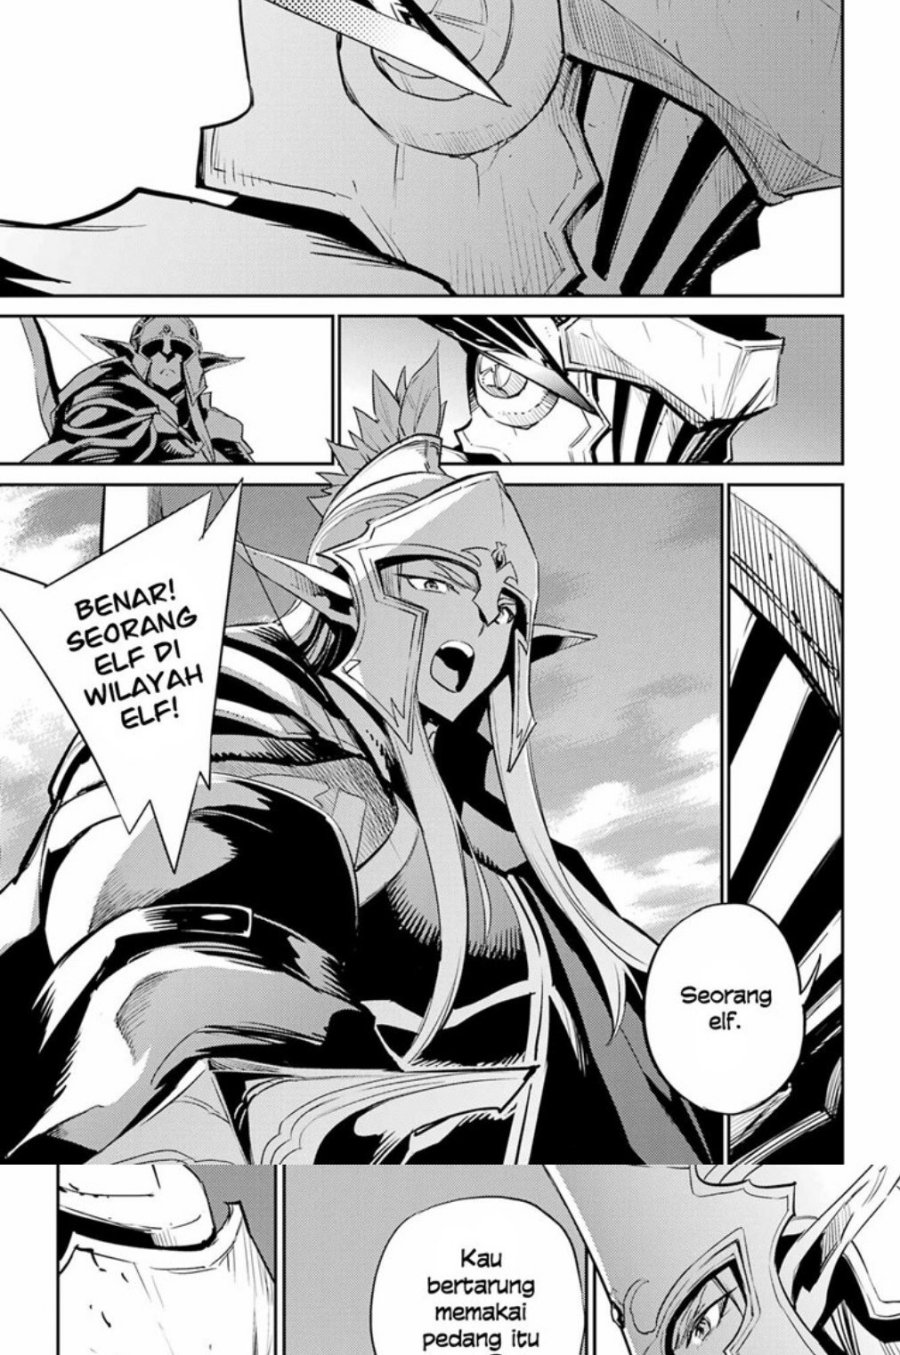 Seorang
elf.
BENAR!
SEORANG
ELF DI
WILAYAH
ELF!
Kau
bertarung
memakai
pedang itu